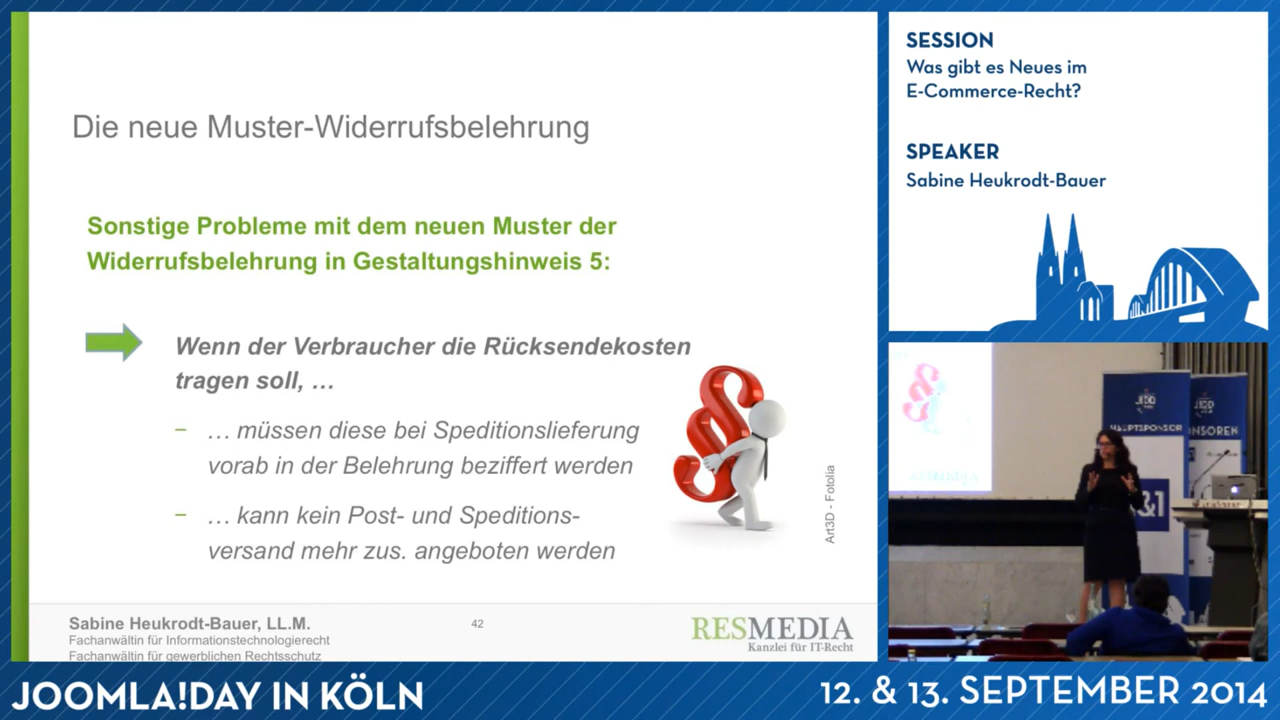 Die neue Muster-Widerrufsbelehrung
Sonstige Probleme mit dem neuen Muster der
Widerrufsbelehrung in Gestaltungshinweis 5:
Wenn der Verbraucher die Rücksendekosten
tragen soll, …
– … müssen diese bei Speditionslieferung
vorab in der Belehrung beziffert werden
– … kann kein Post- und Speditions-
versand mehr zus. angeboten werden
Art3D - Fotolia
Sabine Heukrodt-Bauer, LL.M.
Fachanwältin für Informationstechnologierecht
Fachanwältin für gewerblichen Rechtsschutz
42
RESMEDIA
Kanzlei für IT-Recht
SESSION
Was gibt es Neues im
E-Commerce-Recht?
SPEAKER
Sabine Heukrodt-Bauer
HAUPTSPONSOR
NSOREN
&1
RESMEDIA
JOOMLA!DAY IN KÖLN
12. & 13. SEPTEMBER 2014